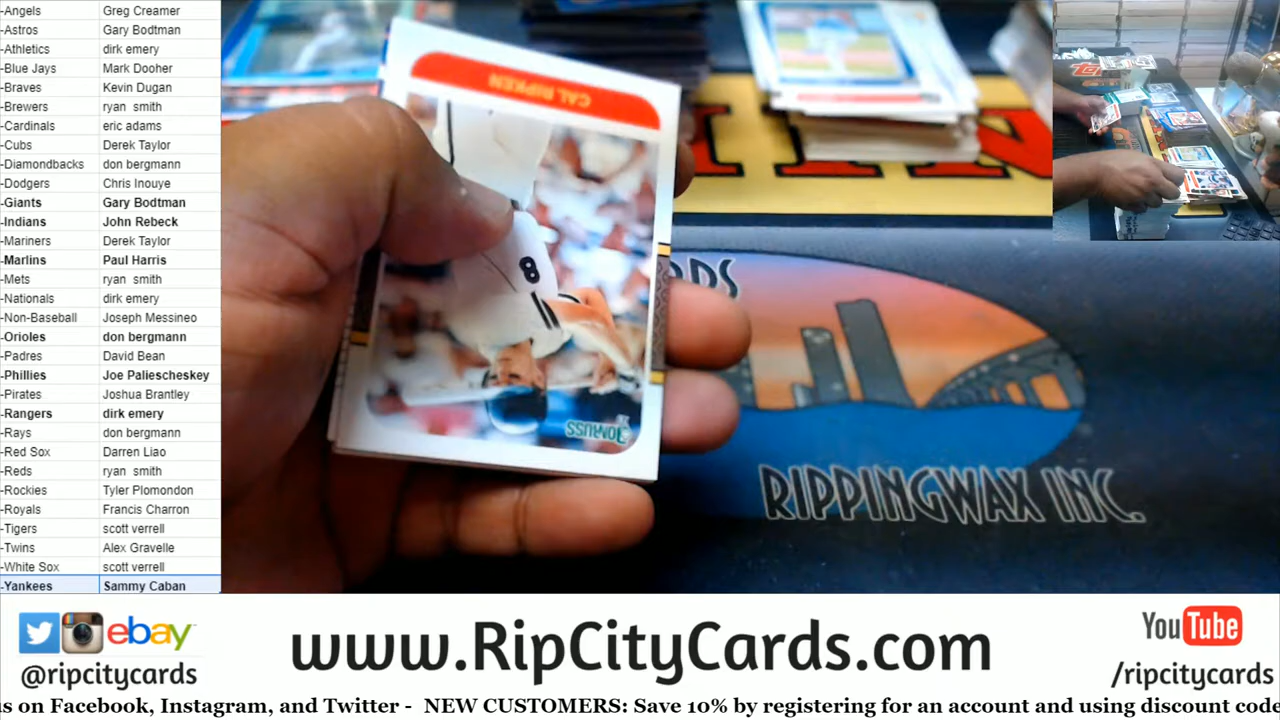 -Angels Greg Creamer
-Astros Gary Bodtman
-Athletics dirk emery
-Blue Jays Mark Dooher
-Braves Kevin Dugan
-Brewers ryan smith
-Cardinals eric adams
-Cubs Derek Taylor
-Diamondbacks don bergmann
-Dodgers Chris Inouye
-Giants Gary Bodtman
-Indians John Rebeck
-Mariners Derek Taylor
-Marlins Paul Harris
-Mets ryan smith
-Nationals dirk emery
-Non-Baseball Joseph Messineo
-Orioles don bergmann
-Padres David Bean
-Phillies Joe Paliescheskey
-Pirates Joshua Brantley
-Rangers dirk emery
-Rays don bergmann
-Red Sox Darren Liao
-Reds ryan smith
-Rockies Tyler Plomondon
-Royals Francis Charron
-Tigers scott verrell
-Twins Alex Gravelle
-White Sox scott verrell
-Yankees Sammy Caban
CAL RIPKEN
8
DONRUSS
RIPPINGWAX INC.
ebay
@ripcitycards
www.RipCityCards.com
YouTube
/ripcitycards
us on Facebook, Instagram, and Twitter - NEW CUSTOMERS: Save 10% by registering for an account and using discount code